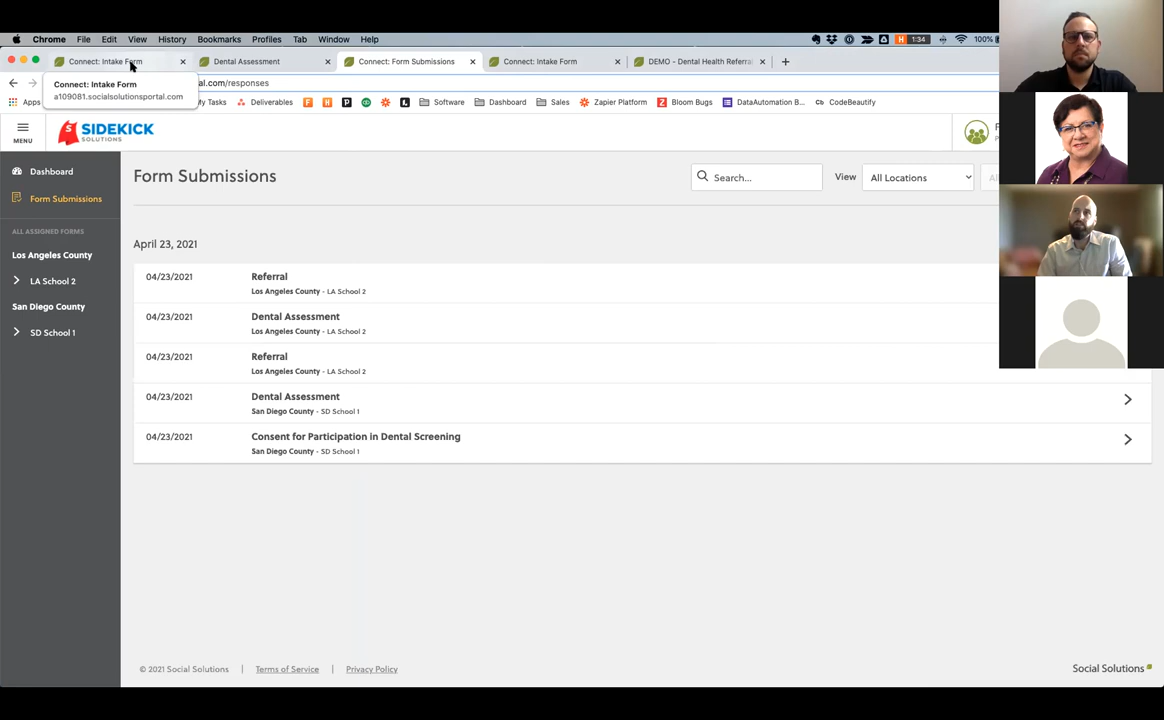 Chrome File Edit View History Bookmarks Profiles Tab Window Help 1:34 100%
Connect: Intake Form Dental Assessment Connect: Form Submissions Connect: Intake Form DEMO - Dental Health Referral
Connect: Intake Form
a109081.socialsolutionsportal.com
al.com/responses
Apps My Tasks Deliverables Software Dashboard Sales Zapier Platform Bloom Bugs DataAutomation B... CodeBeautify
MENU
SIDEKICK
SOLUTIONS
Dashboard
Form Submissions
ALL ASSIGNED FORMS
Los Angeles County
LA School 2
San Diego County
SD School 1
Form Submissions
Search...
View
All Locations
April 23, 2021
04/23/2021 Referral
Los Angeles County - LA School 2
04/23/2021 Dental Assessment
Los Angeles County - LA School 2
04/23/2021 Referral
Los Angeles County - LA School 2
04/23/2021 Dental Assessment
San Diego County - SD School 1
04/23/2021 Consent for Participation in Dental Screening
San Diego County - SD School 1
© 2021 Social Solutions | Terms of Service | Privacy Policy
Social Solutions